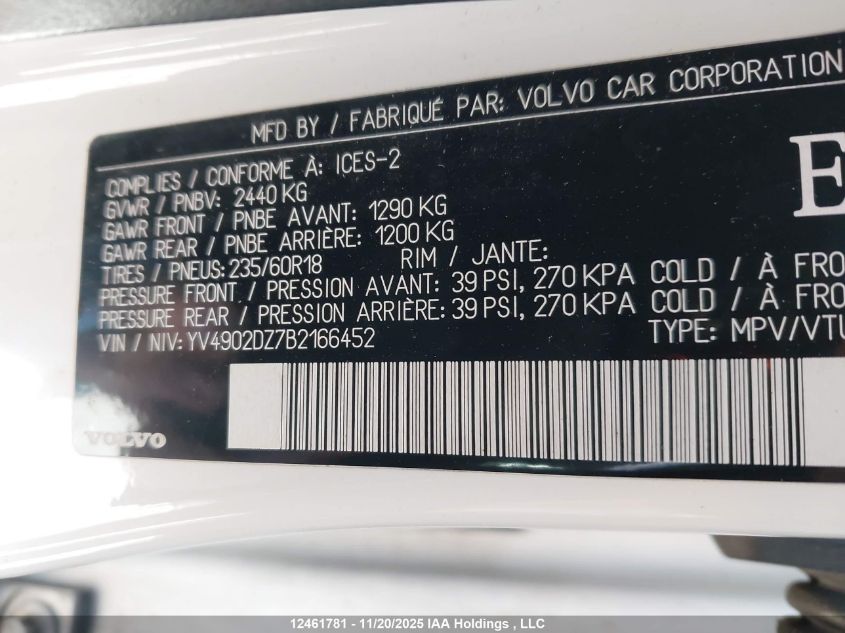 MFD BY / FABRIQUÉ PAR: VOLVO CAR CORPORATION
COMPLIES / CONFORME À: ICES-2
GVWR / PNBV: 2440 KG
GAWR FRONT / PNBE AVANT: 1290 KG
GAWR REAR / PNBE ARRIÈRE: 1200 KG
TIRES / PNEUS: 235/60R18 RIM / JANTE:
PRESSURE FRONT / PRESSION AVANT: 39 PSI, 270 KPA COLD / À FRO
PRESSURE REAR / PRESSION ARRIÈRE: 39 PSI, 270 KPA COLD / À FRO
VIN / NIV: YV4902DZ7B2166452 TYPE: MPV/VTU
E
VOLVO
12461781 - 11/20/2025 IAA Holdings , LLC